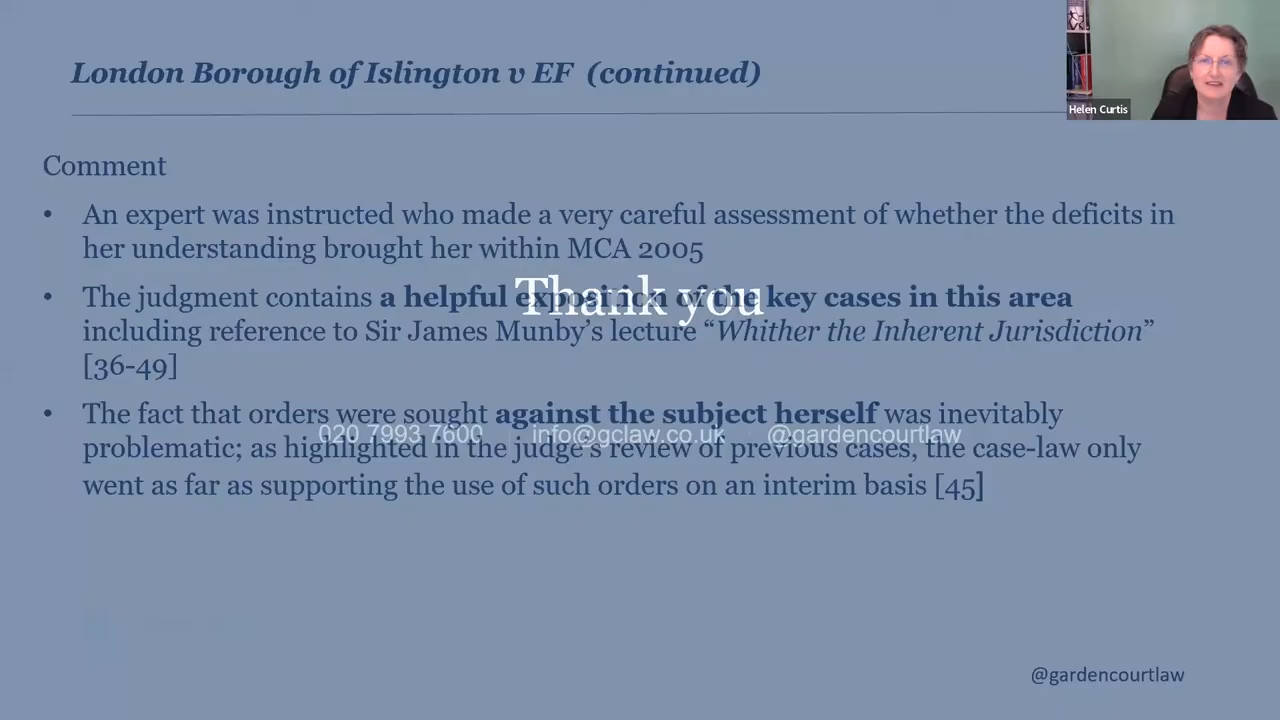 London Borough of Islington v EF (continued)
Helen Curtis
Comment
• An expert was instructed who made a very careful assessment of whether the deficits in
her understanding brought her within MCA 2005
Thank you
• The judgment contains a helpful exposition of the key cases in this area
including reference to Sir James Munby’s lecture “Whither the Inherent Jurisdiction”
[36-49]
• The fact that orders were sought against the subject herself was inevitably
020 7993 7600 info@gclaw.co.uk @gardencourtlaw
problematic; as highlighted in the judge’s review of previous cases, the case-law only
went as far as supporting the use of such orders on an interim basis [45]
@gardencourtlaw